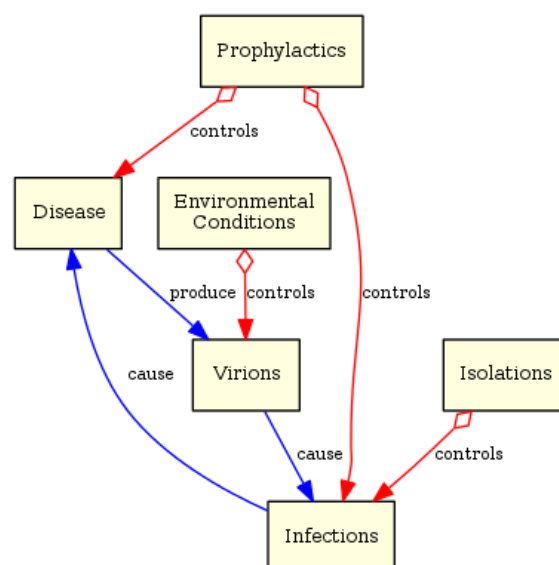 Prophylactics
controls
Disease
Environmental
Conditions
produce
controls
controls
Virions
Isolations
cause
cause
controls
Infections